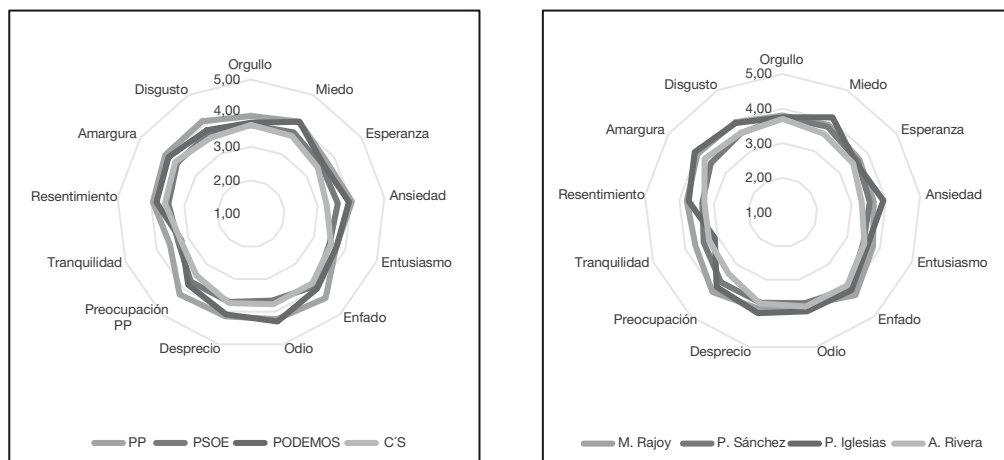 Orgullo
Miedo
Esperanza
Ansiedad
Entusiasmo
Enfado
Odio
Desprecio
Preocupación
PP
Tranquilidad
Resentimiento
Amargura
Disgusto
5,00
4,00
3,00
2,00
1,00
PP PSOE PODEMOS C´S
Orgullo
Miedo
Esperanza
Ansiedad
Entusiasmo
Enfado
Odio
Desprecio
Preocupación
Tranquilidad
Resentimiento
Amargura
Disgusto
5,00
4,00
3,00
2,00
1,00
M. Rajoy P. Sánchez P. Iglesias A. Rivera